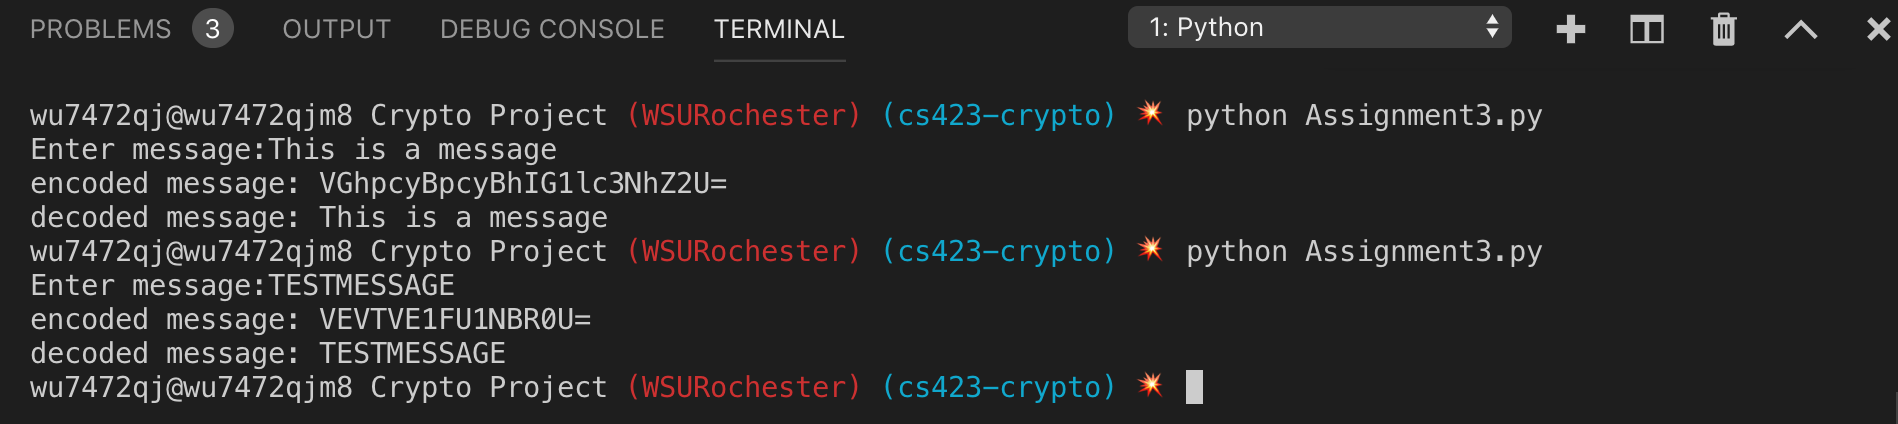 PROBLEMS 3 OUTPUT DEBUG CONSOLE TERMINAL 1: Python
wu7472qj@wu7472qjm8 Crypto Project (WSURochester) (cs423-crypto) 💥 python Assignment3.py
Enter message:This is a message
encoded message: VGhpcyBpcyBhIG1lc3NhZ2U=
decoded message: This is a message
wu7472qj@wu7472qjm8 Crypto Project (WSURochester) (cs423-crypto) 💥 python Assignment3.py
Enter message:TESTMESSAGE
encoded message: VEVTVE1FU1NBR0U=
decoded message: TESTMESSAGE
wu7472qj@wu7472qjm8 Crypto Project (WSURochester) (cs423-crypto) 💥